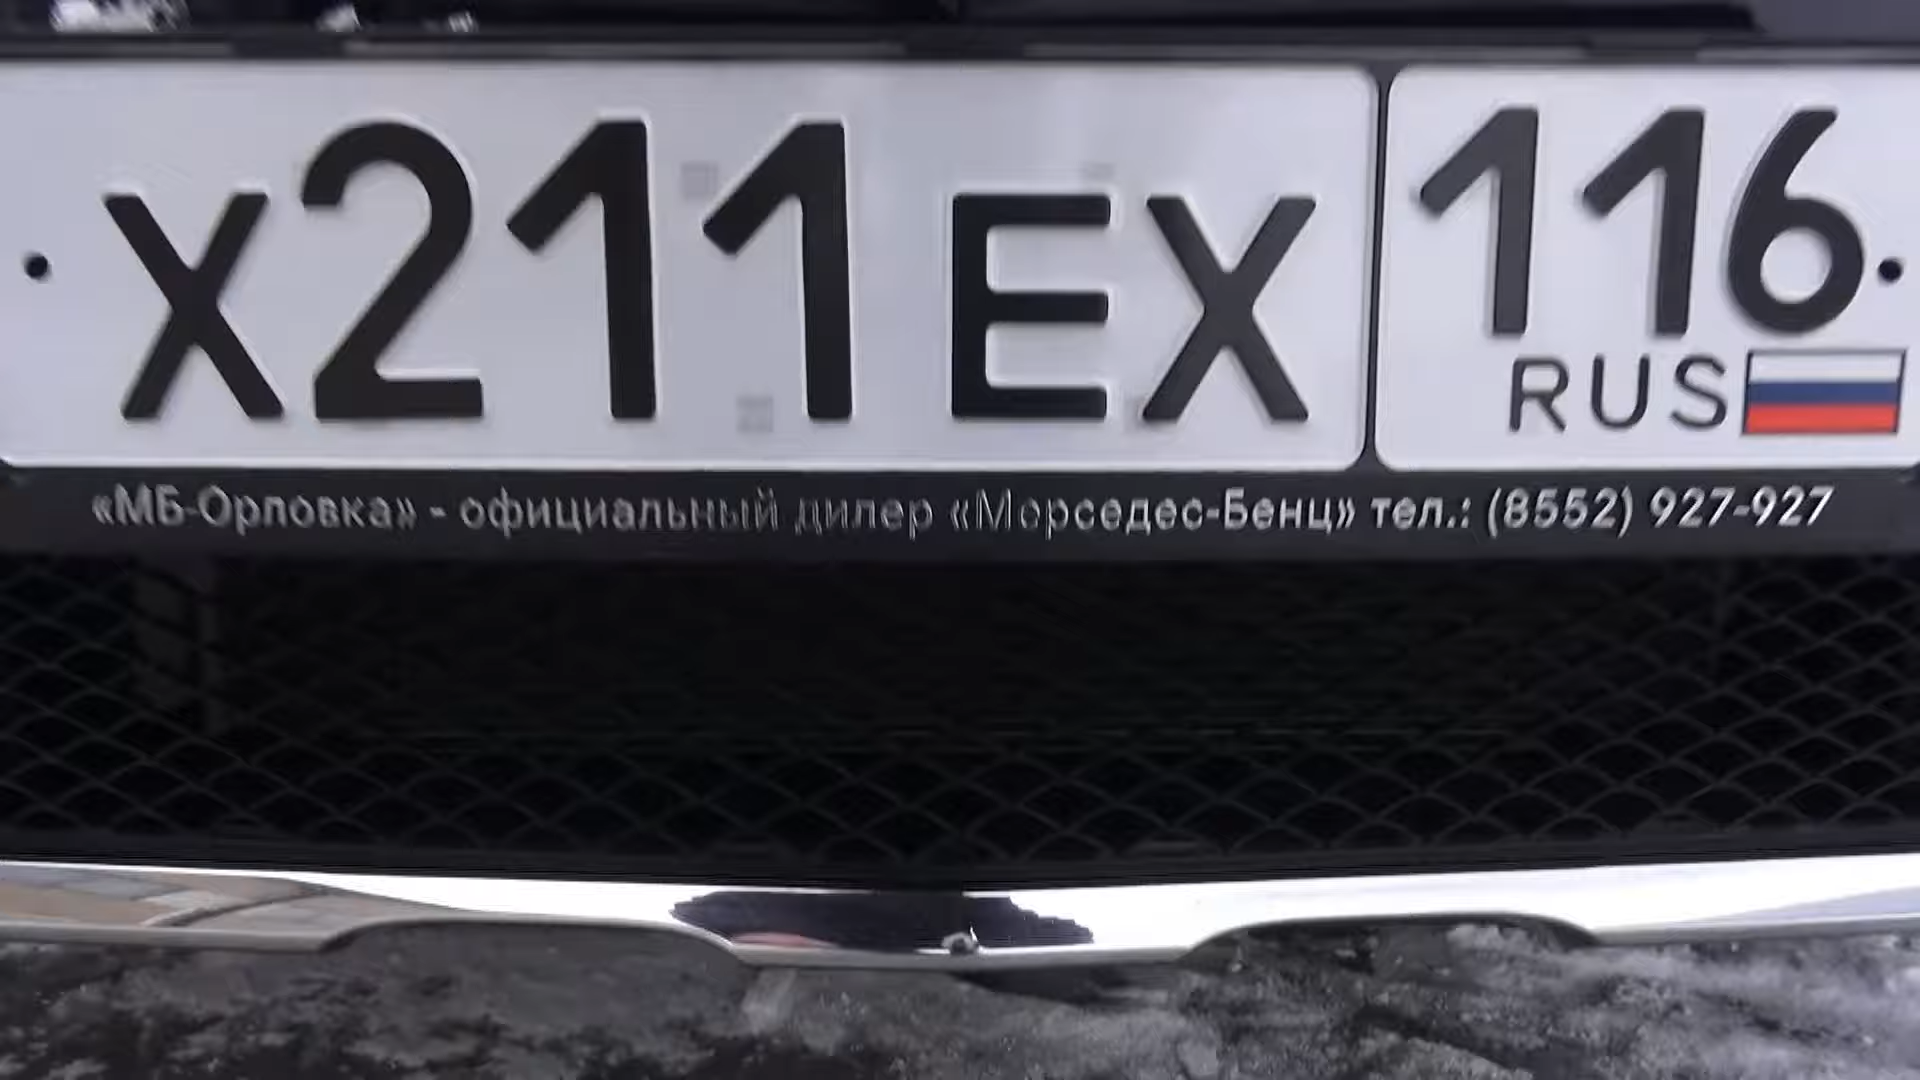 Х211ЕХ 116
RUS
«МБ-Орловка» - официальный дилер «Мерседес-Бенц» тел.: (8552) 927-927